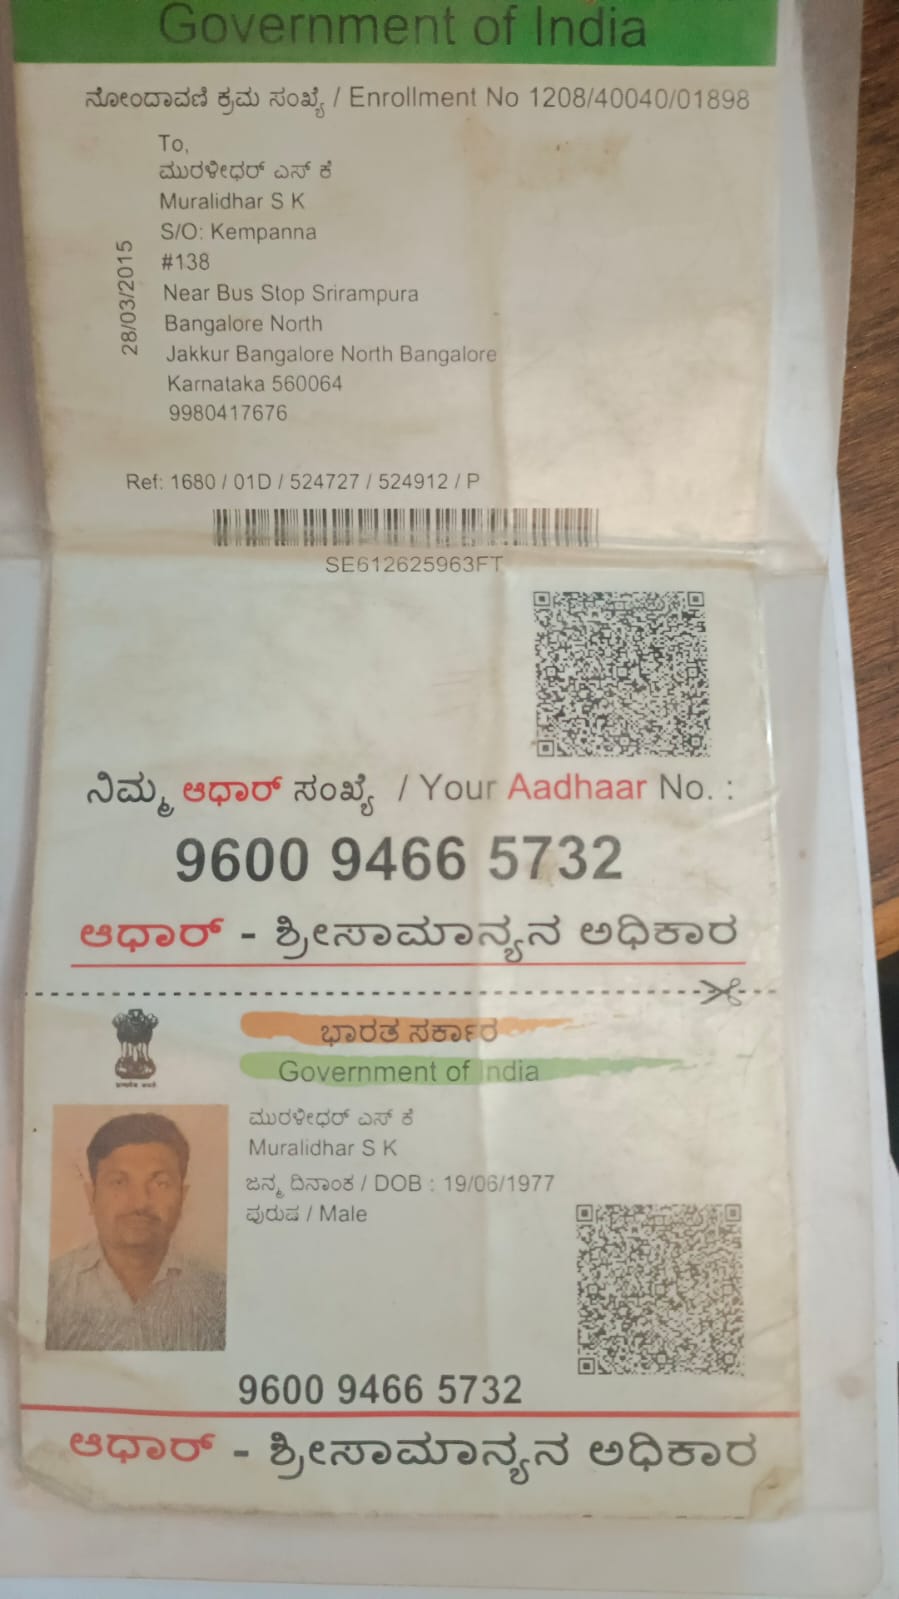 Government of India
ನೋಂದಾವಣಿ ಕ್ರಮ ಸಂಖ್ಯೆ / Enrollment No 1208/40040/01898
To,
ಮುರಳೀಧರ್ ಎಸ್ ಕೆ
Muralidhar S K
S/O: Kempanna
#138
Near Bus Stop Srirampura
Bangalore North
Jakkur Bangalore North Bangalore
Karnataka 560064
9980417676
28/03/2015
Ref: 1680 / 01D / 524727 / 524912 / P
SE612625963FT
ನಿಮ್ಮ ಆಧಾರ್ ಸಂಖ್ಯೆ / Your Aadhaar No. :
9600 9466 5732
ಆಧಾರ್ - ಶ್ರೀಸಾಮಾನ್ಯನ ಅಧಿಕಾರ
ಭಾರತ ಸರ್ಕಾರ
Government of India
ಮುರಳೀಧರ್ ಎಸ್ ಕೆ
Muralidhar S K
ಜನ್ಮ ದಿನಾಂಕ / DOB : 19/06/1977
ಪುರುಷ / Male
9600 9466 5732
ಆಧಾರ್ - ಶ್ರೀಸಾಮಾನ್ಯನ ಅಧಿಕಾರ